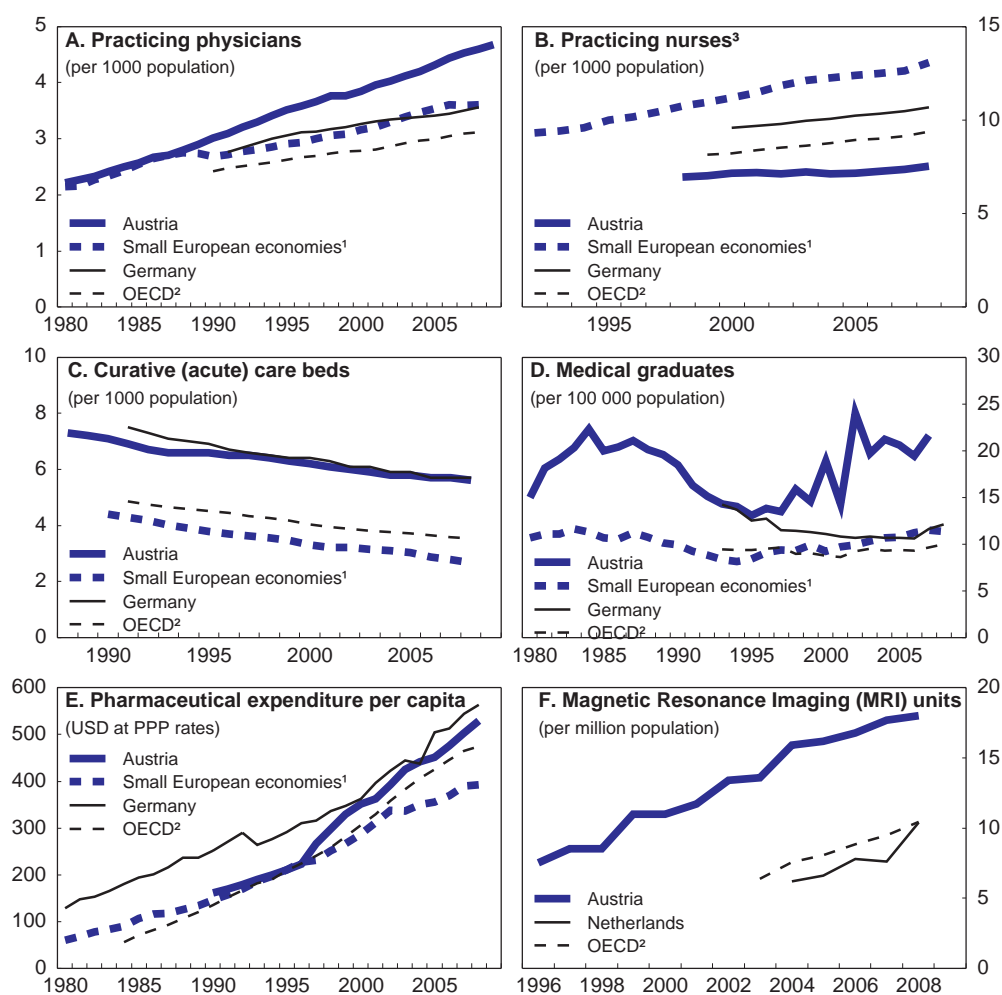 A. Practicing physicians
(per 1000 population)
5
4
3
2
1
0
Austria
Small European economies¹
Germany
OECD²
1980 1985 1990 1995 2000 2005
B. Practicing nurses³
(per 1000 population)
15
10
5
0
Austria
Small European economies¹
Germany
OECD²
1995 2000 2005
C. Curative (acute) care beds
(per 1000 population)
10
8
6
4
2
0
Austria
Small European economies¹
Germany
OECD²
1990 1995 2000 2005
D. Medical graduates
(per 100 000 population)
30
25
20
15
10
5
0
Austria
Small European economies¹
Germany
OECD²
1980 1985 1990 1995 2000 2005
E. Pharmaceutical expenditure per capita
(USD at PPP rates)
600
500
400
300
200
100
0
Austria
Small European economies¹
Germany
OECD²
1980 1985 1990 1995 2000 2005
F. Magnetic Resonance Imaging (MRI) units
(per million population)
20
15
10
5
0
Austria
Netherlands
OECD²
1996 1998 2000 2002 2004 2006 2008